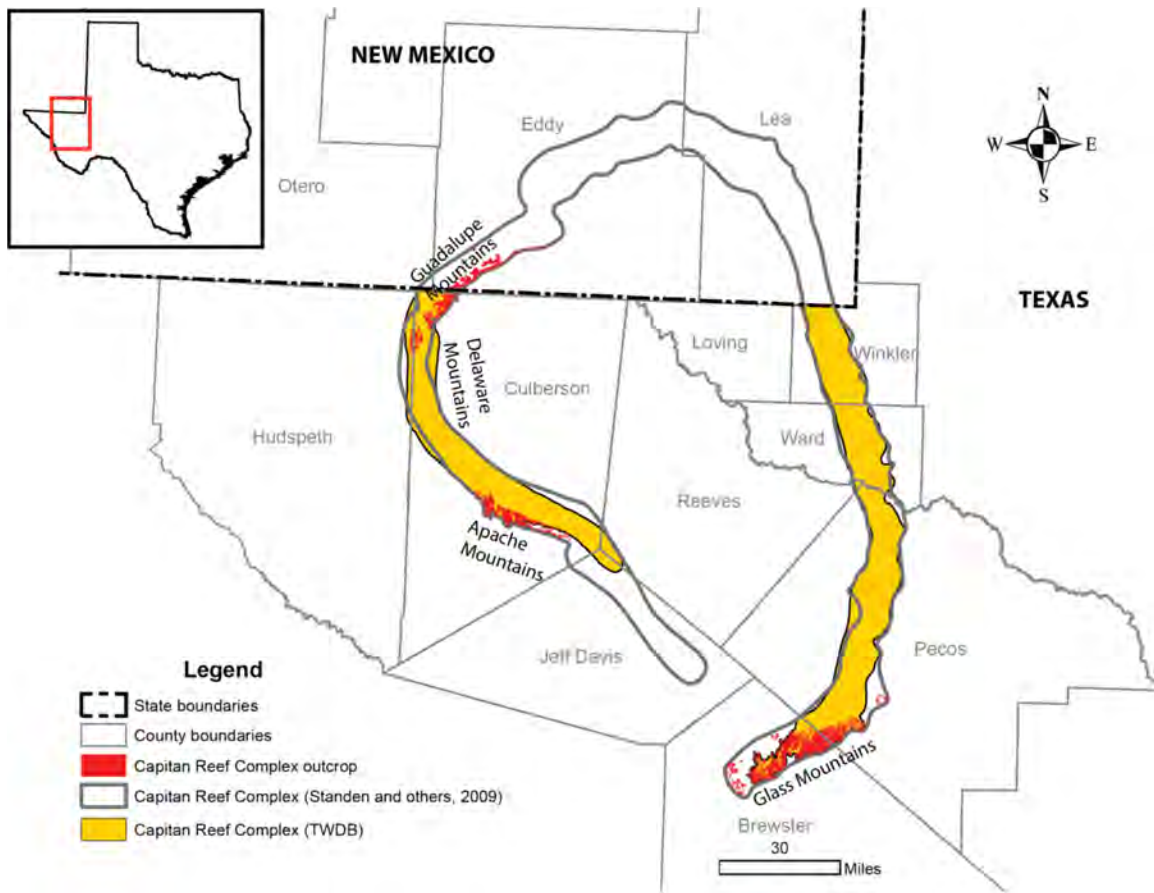 NEW MEXICO
Eddy
Lea
Otero
N
W
E
S
Guadalupe
Mountains
TEXAS
Loving
Winkler
Delaware
Mountains
Culberson
Hudspeth
Ward
Reeves
Apache
Mountains
Jeff Davis
Pecos
Glass Mountains
Brewster
30
Miles
Legend
State boundaries
County boundaries
Capitan Reef Complex outcrop
Capitan Reef Complex (Standen and others, 2009)
Capitan Reef Complex (TWDB)